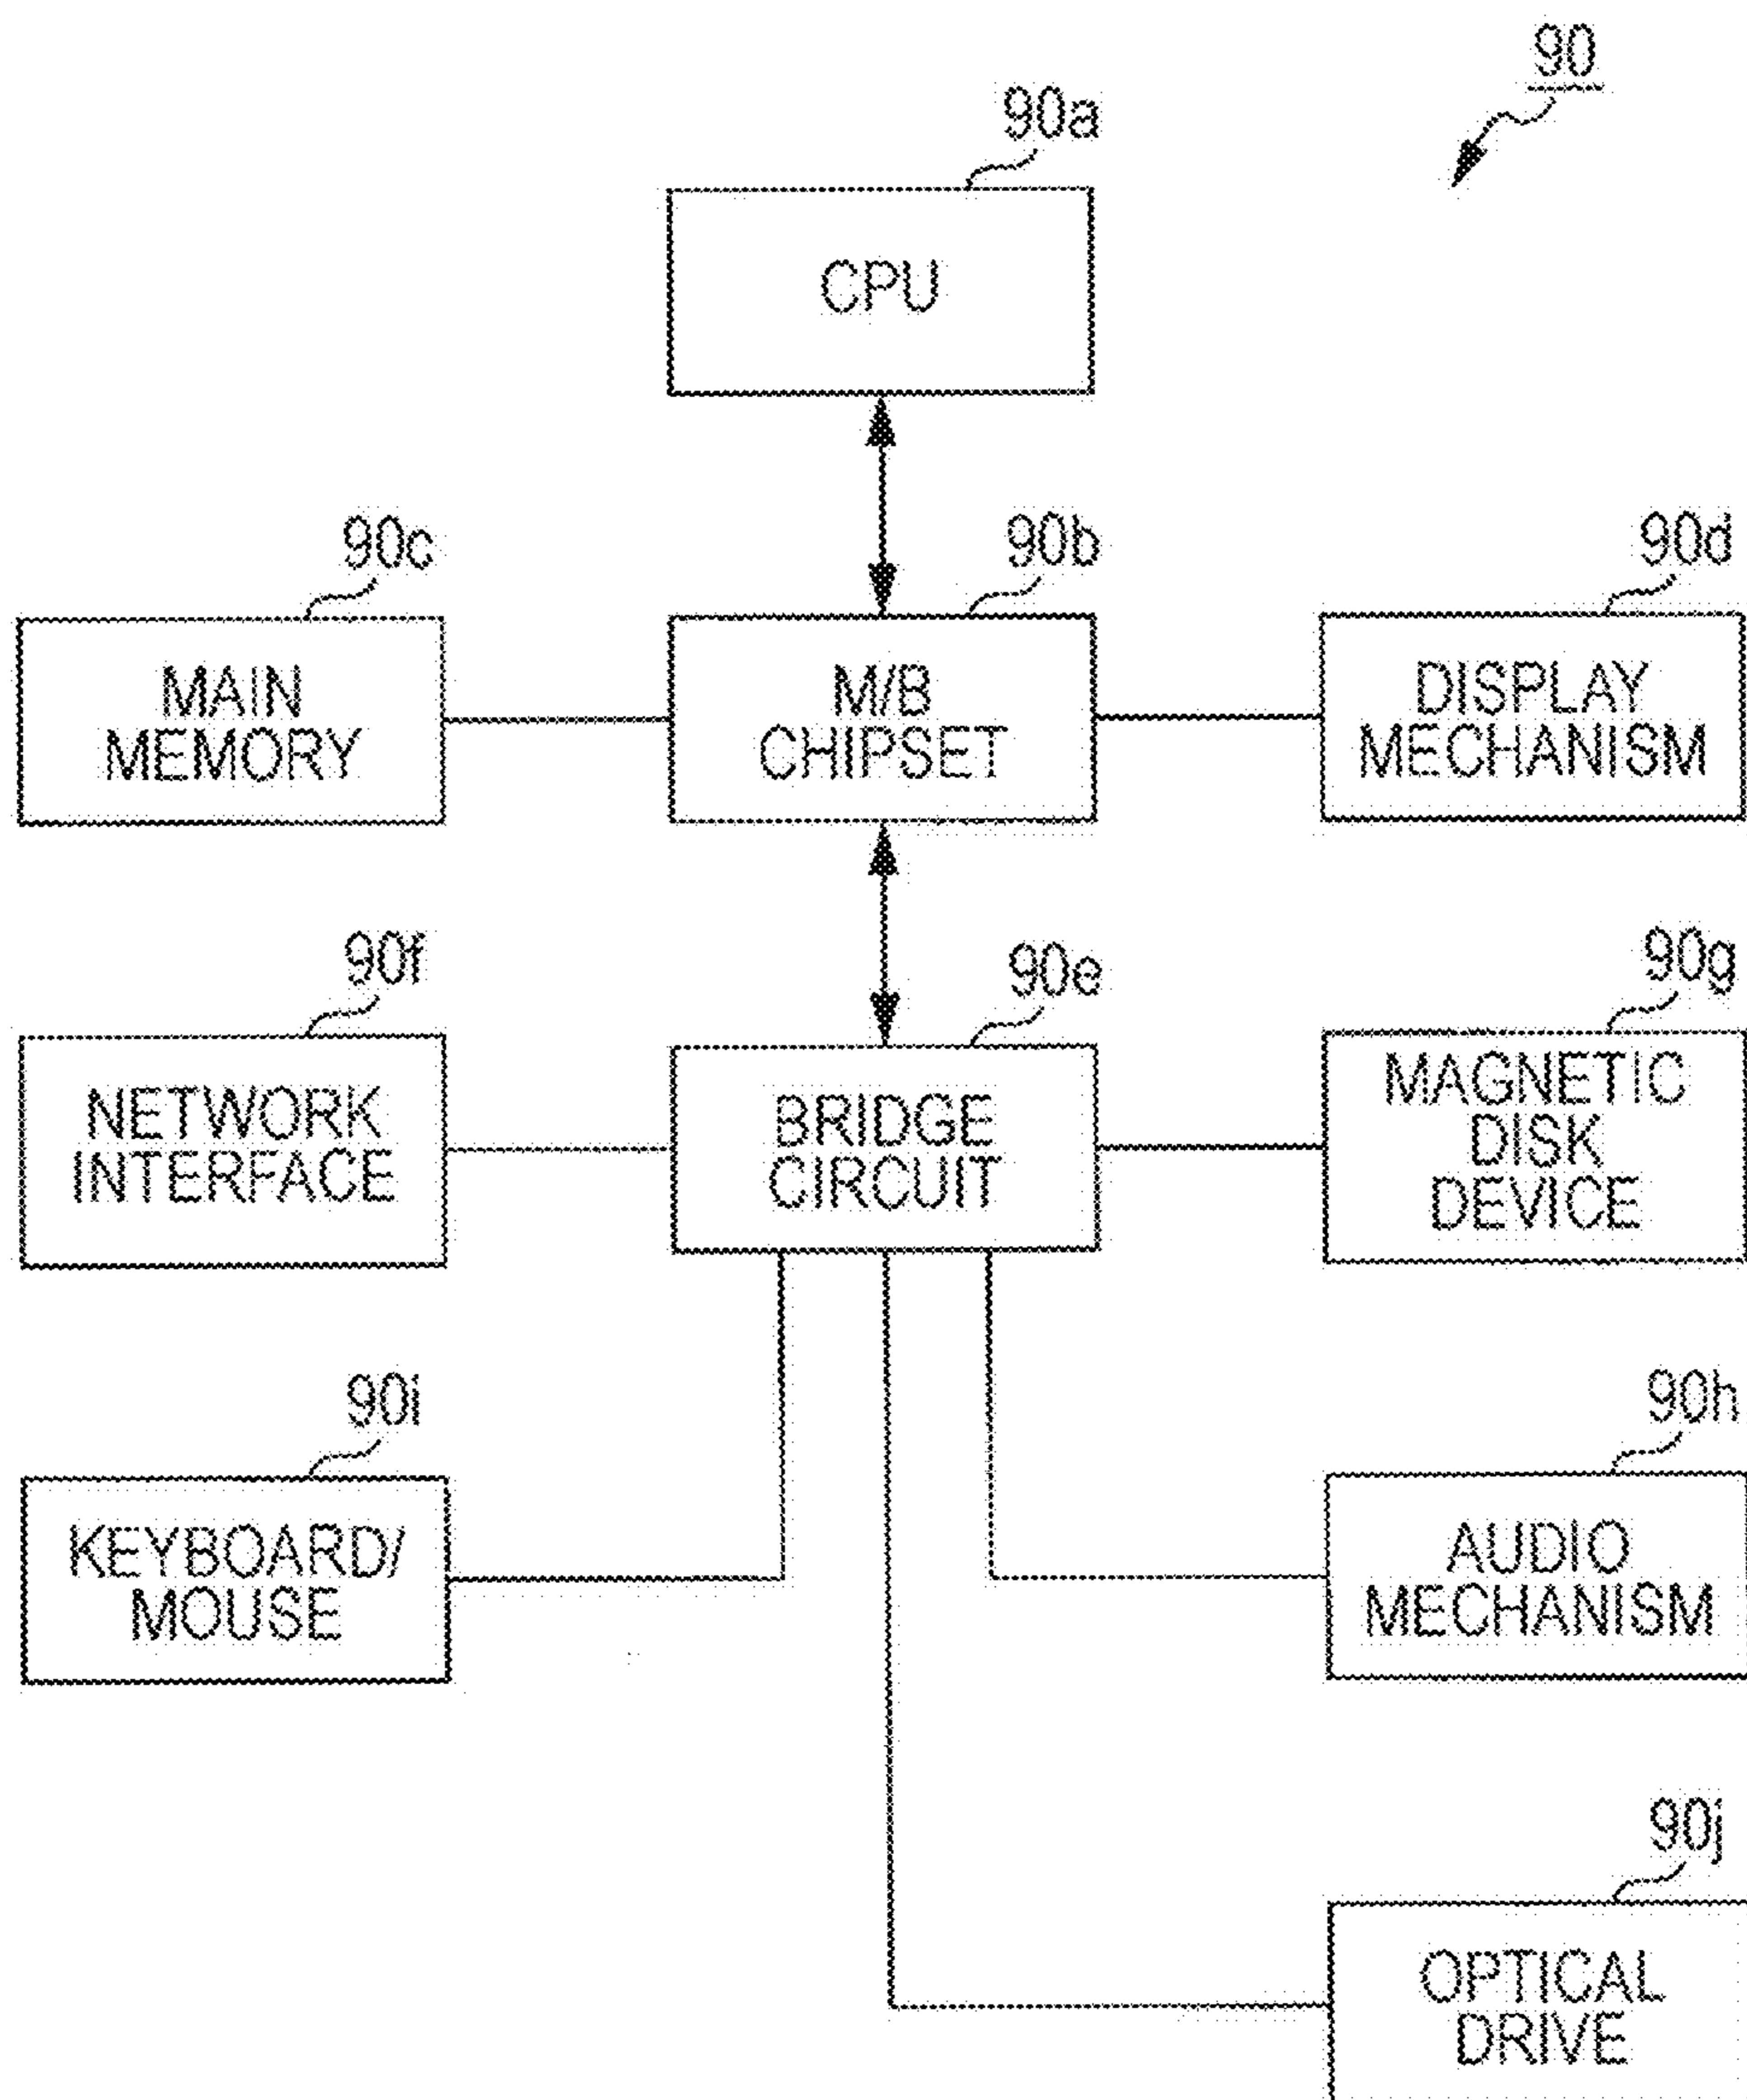 90
90a
CPU
90c
90b
90d
MAIN
MEMORY
M/B
CHIPSET
DISPLAY
MECHANISM
90f
90e
90g
NETWORK
INTERFACE
BRIDGE
CIRCUIT
MAGNETIC
DISK
DEVICE
90i
90h
KEYBOARD/
MOUSE
AUDIO
MECHANISM
90j
OPTICAL
DRIVE